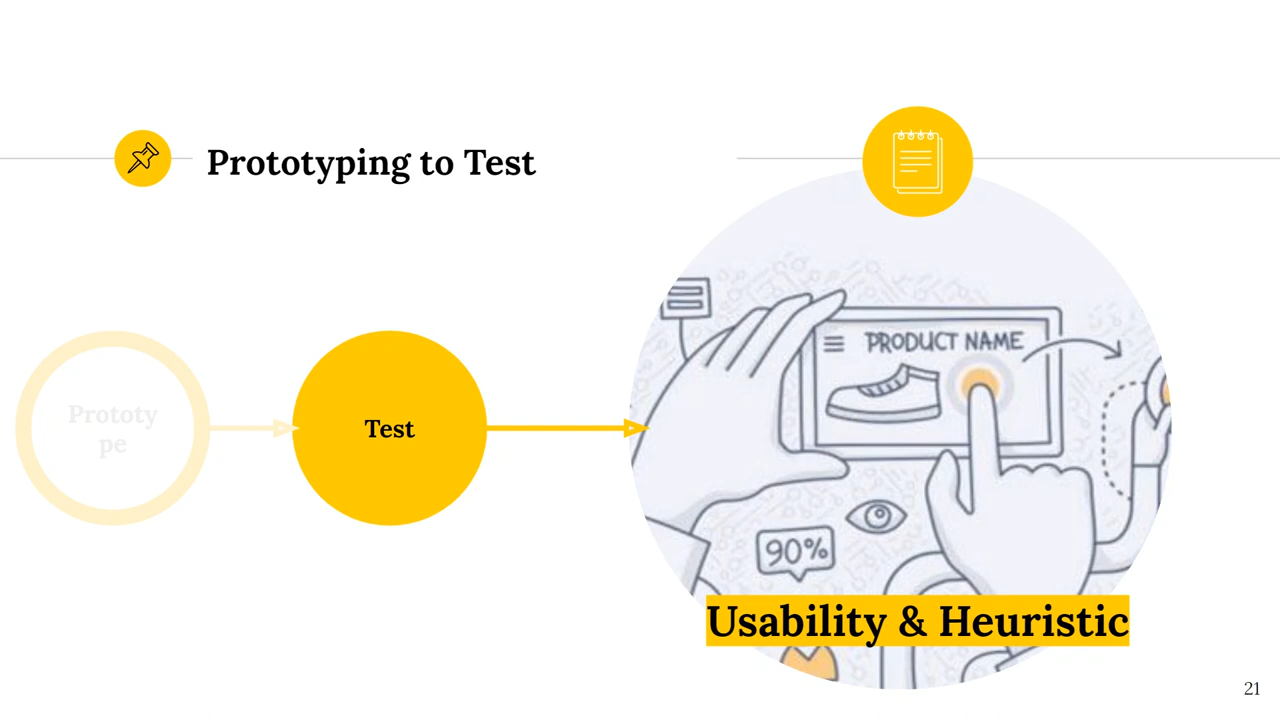 Prototyping to Test
Prototy
pe
Test
PRODUCT NAME
90%
Usability & Heuristic
21